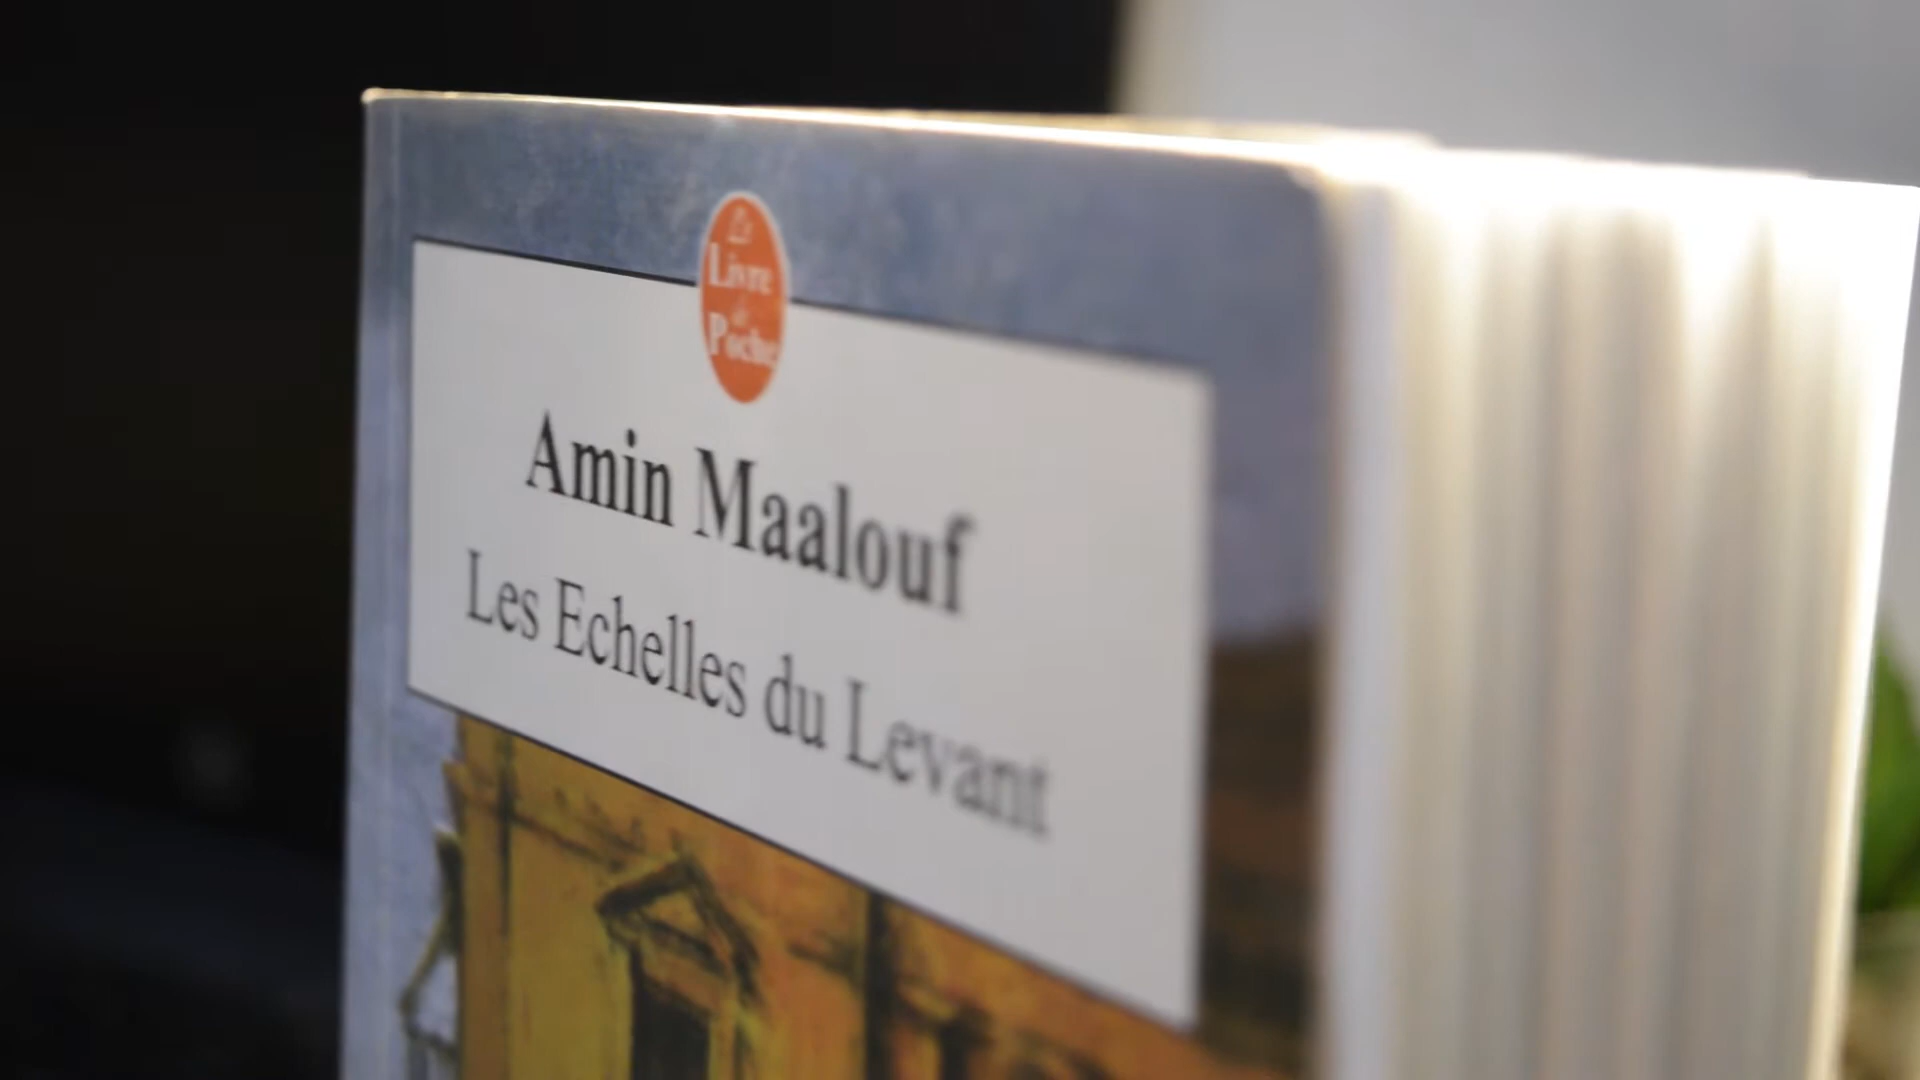 Le
Livre
de
Poche
Amin Maalouf
Les Echelles du Levant